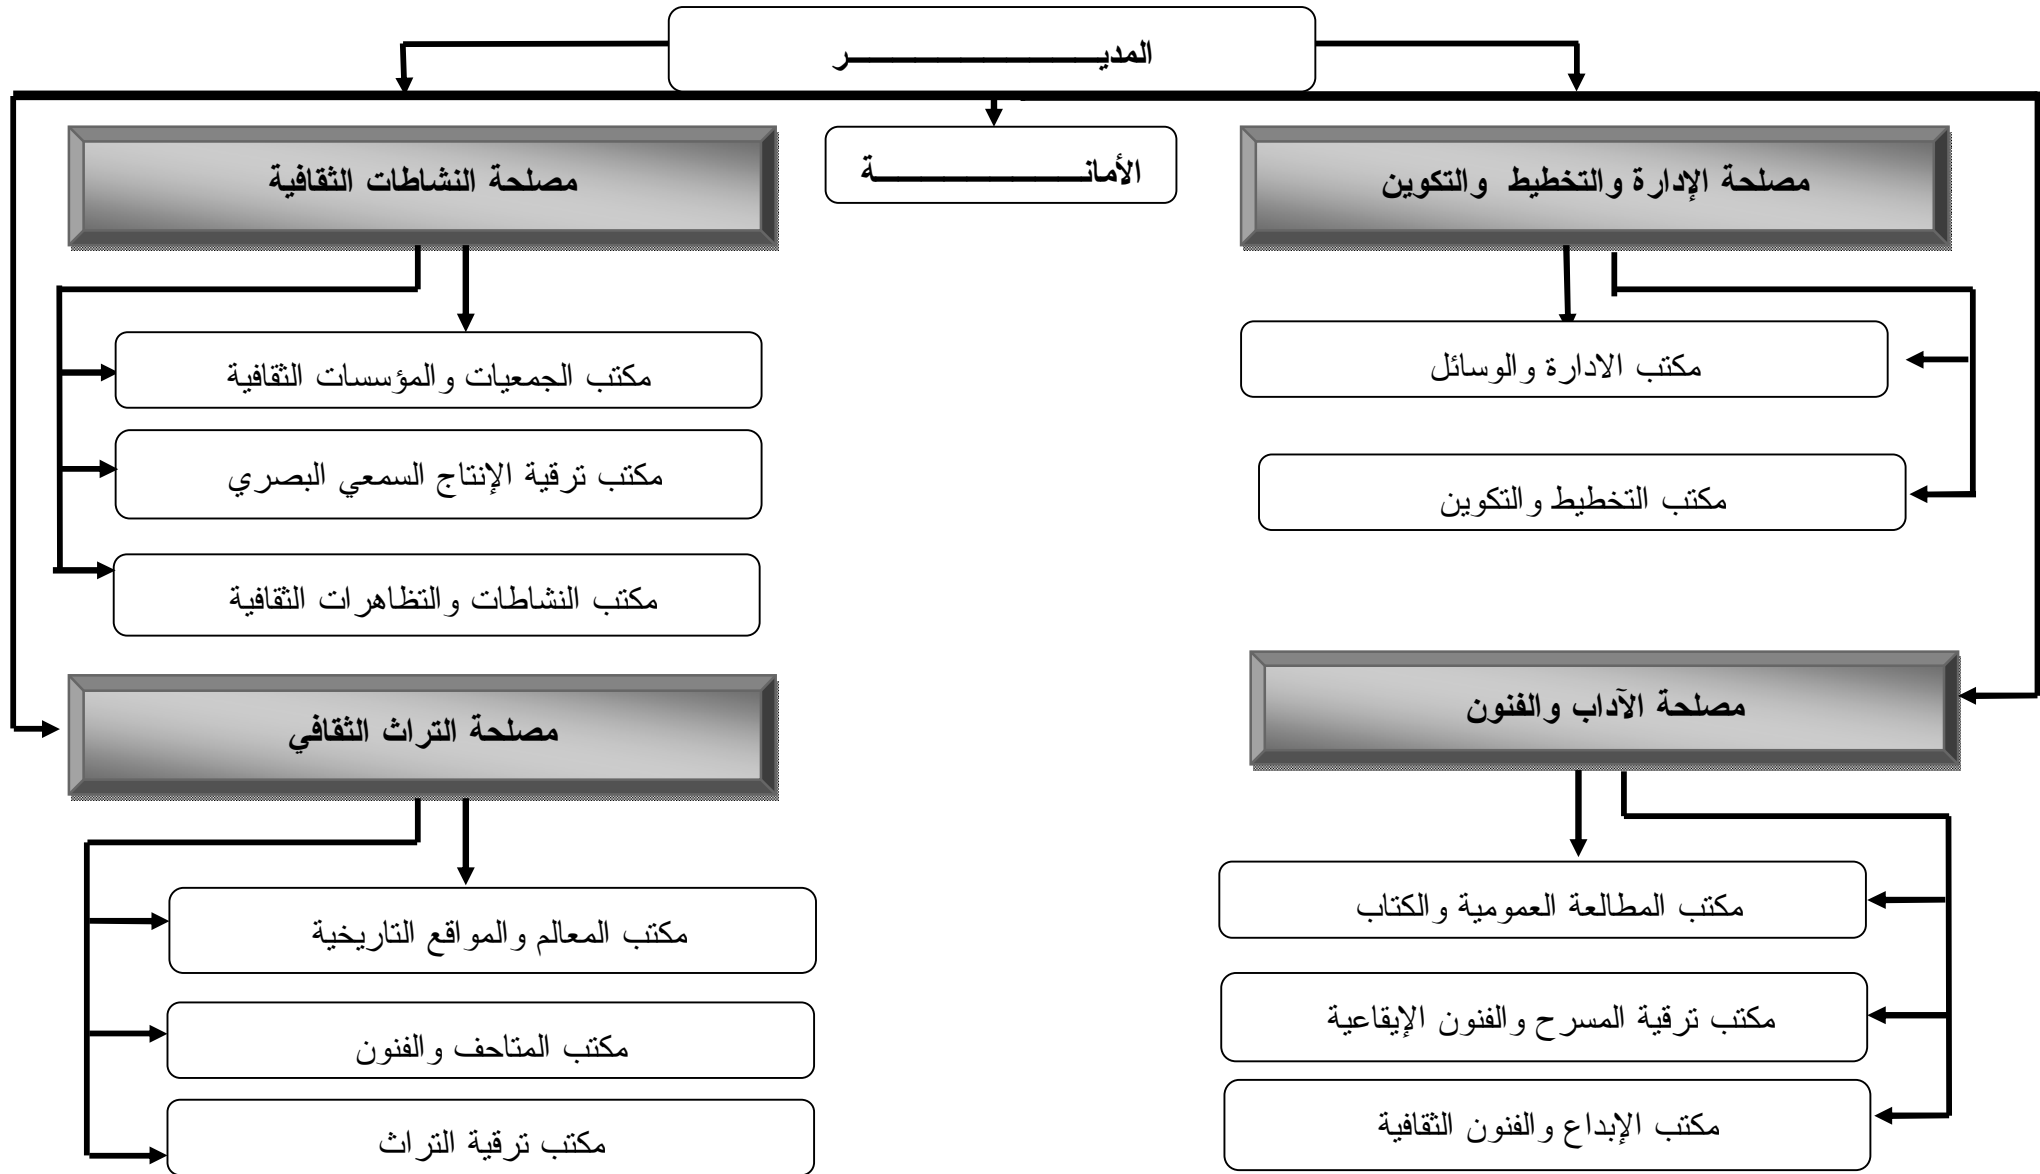 المديــــــــــــــــر
الأمانــــــــــــــــة
مصلحة الإدارة والتخطيط والتكوين
مكتب الادارة والوسائل
مكتب التخطيط والتكوين
مصلحة النشاطات الثقافية
مكتب الجمعيات والمؤسسات الثقافية
مكتب ترقية الإنتاج السمعي البصري
مكتب النشاطات والتظاهرات الثقافية
مصلحة الآداب والفنون
مكتب المطالعة العمومية والكتاب
مكتب ترقية المسرح والفنون الإيقاعية
مكتب الإبداع والفنون الثقافية
مصلحة التراث الثقافي
مكتب المعالم والمواقع التاريخية
مكتب المتاحف والفنون
مكتب ترقية التراث